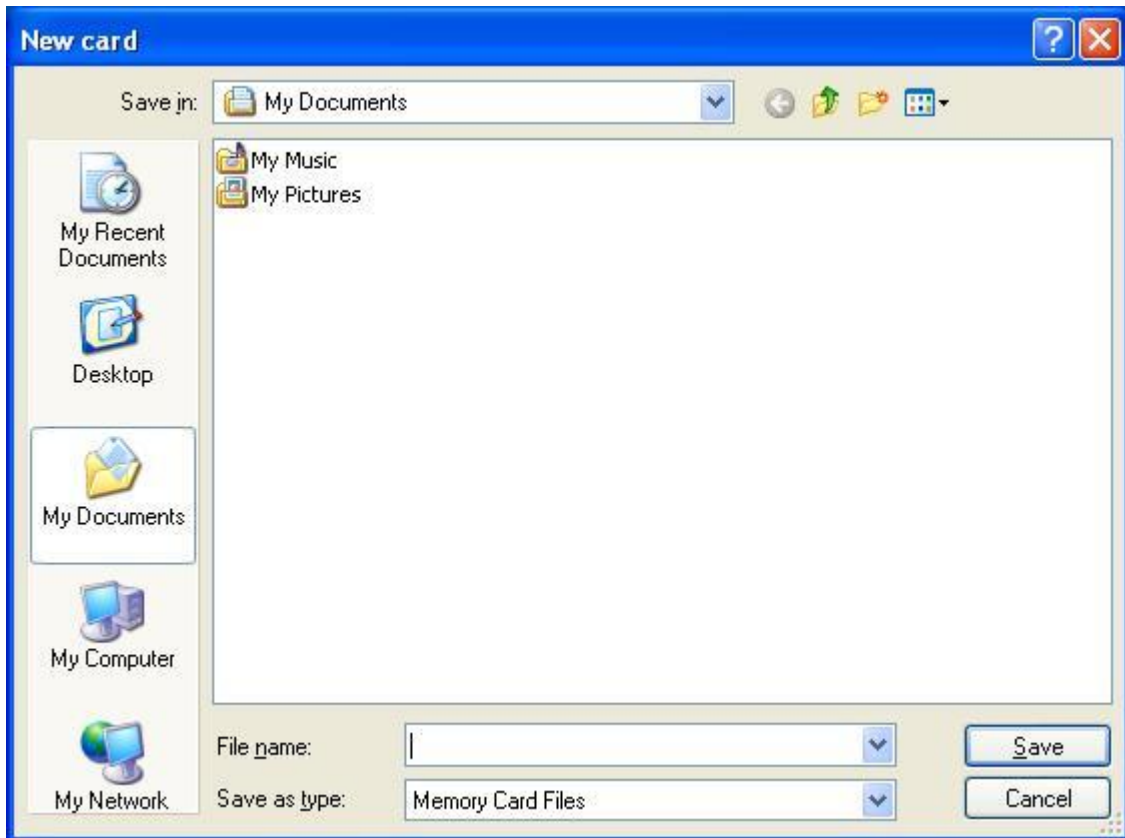 New card
Save in:
My Documents
My Recent
Documents
Desktop
My Documents
My Computer
My Network
My Music
My Pictures
File name:
Save
Save as type:
Memory Card Files
Cancel